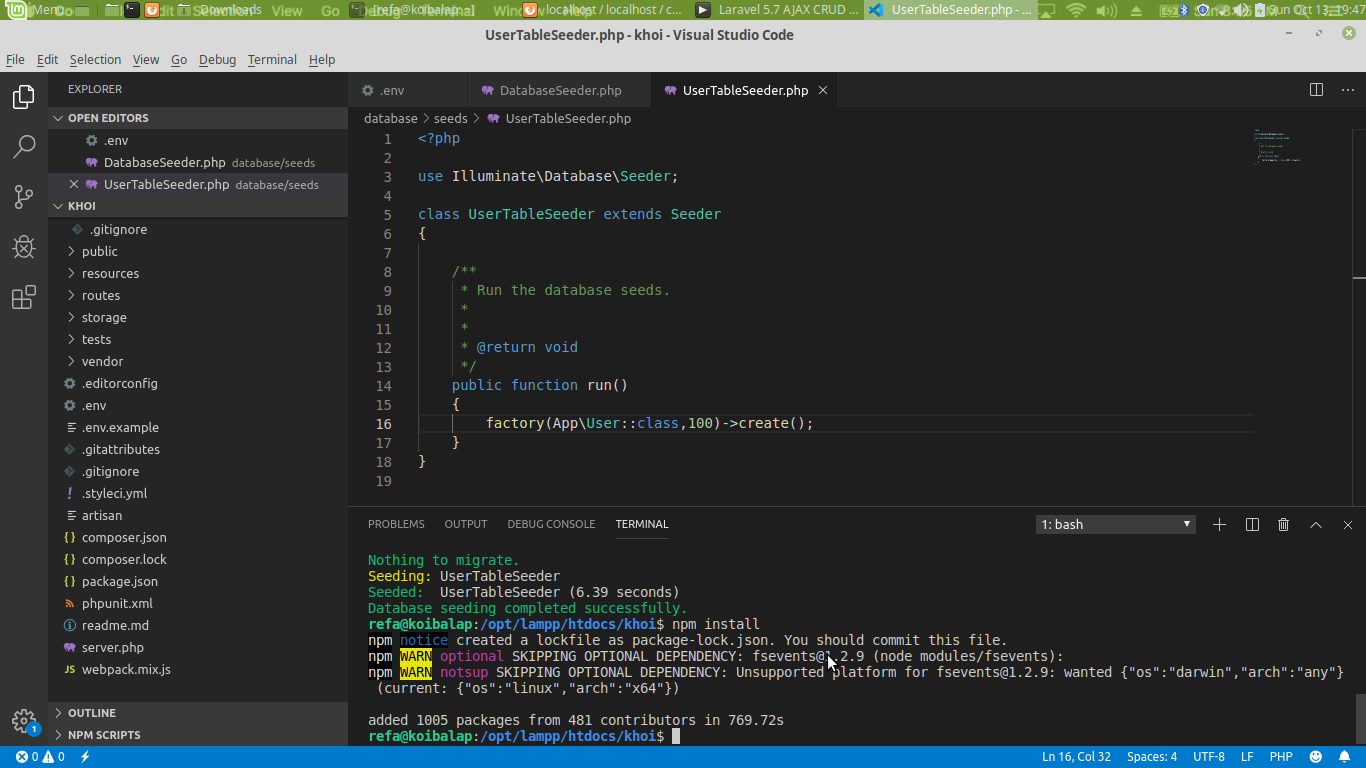 Menu
Downloads
[refa@koibalap: ~]
localhost / localhost / c...
Laravel 5.7 AJAX CRUD ...
UserTableSeeder.php - ...
Sun Oct 13, 19:47
UserTableSeeder.php - khoi - Visual Studio Code
File Edit Selection View Go Debug Terminal Help
EXPLORER
OPEN EDITORS
.env
DatabaseSeeder.php database/seeds
UserTableSeeder.php database/seeds
KHOI
.gitignore
public
resources
routes
storage
tests
vendor
.editorconfig
.env
.env.example
.gitattributes
.gitignore
.styleci.yml
artisan
composer.json
composer.lock
package.json
phpunit.xml
readme.md
server.php
webpack.mix.js
OUTLINE
NPM SCRIPTS
.env
DatabaseSeeder.php
UserTableSeeder.php
database > seeds > UserTableSeeder.php
1 <?php
2
3 use Illuminate\Database\Seeder;
4
5 class UserTableSeeder extends Seeder
6 {
7
8 /**
9 * Run the database seeds.
10 *
11 *
12 * @return void
13 */
14 public function run()
15 {
16 factory(App\User::class,100)->create();
17 }
18 }
19
PROBLEMS OUTPUT DEBUG CONSOLE TERMINAL
1: bash
Nothing to migrate.
Seeding: UserTableSeeder
Seeded:  UserTableSeeder (6.39 seconds)
Database seeding completed successfully.
refa@koibalap:/opt/lampp/htdocs/khoi$ npm install
npm notice created a lockfile as package-lock.json. You should commit this file.
npm WARN optional SKIPPING OPTIONAL DEPENDENCY: fsevents@1.2.9 (node modules/fsevents):
npm WARN notsup SKIPPING OPTIONAL DEPENDENCY: Unsupported platform for fsevents@1.2.9: wanted {"os":"darwin","arch":"any"}
(current: {"os":"linux","arch":"x64"})
added 1005 packages from 481 contributors in 769.72s
refa@koibalap:/opt/lampp/htdocs/khoi$
1
0 0
Ln 16, Col 32
Spaces: 4
UTF-8
LF
PHP